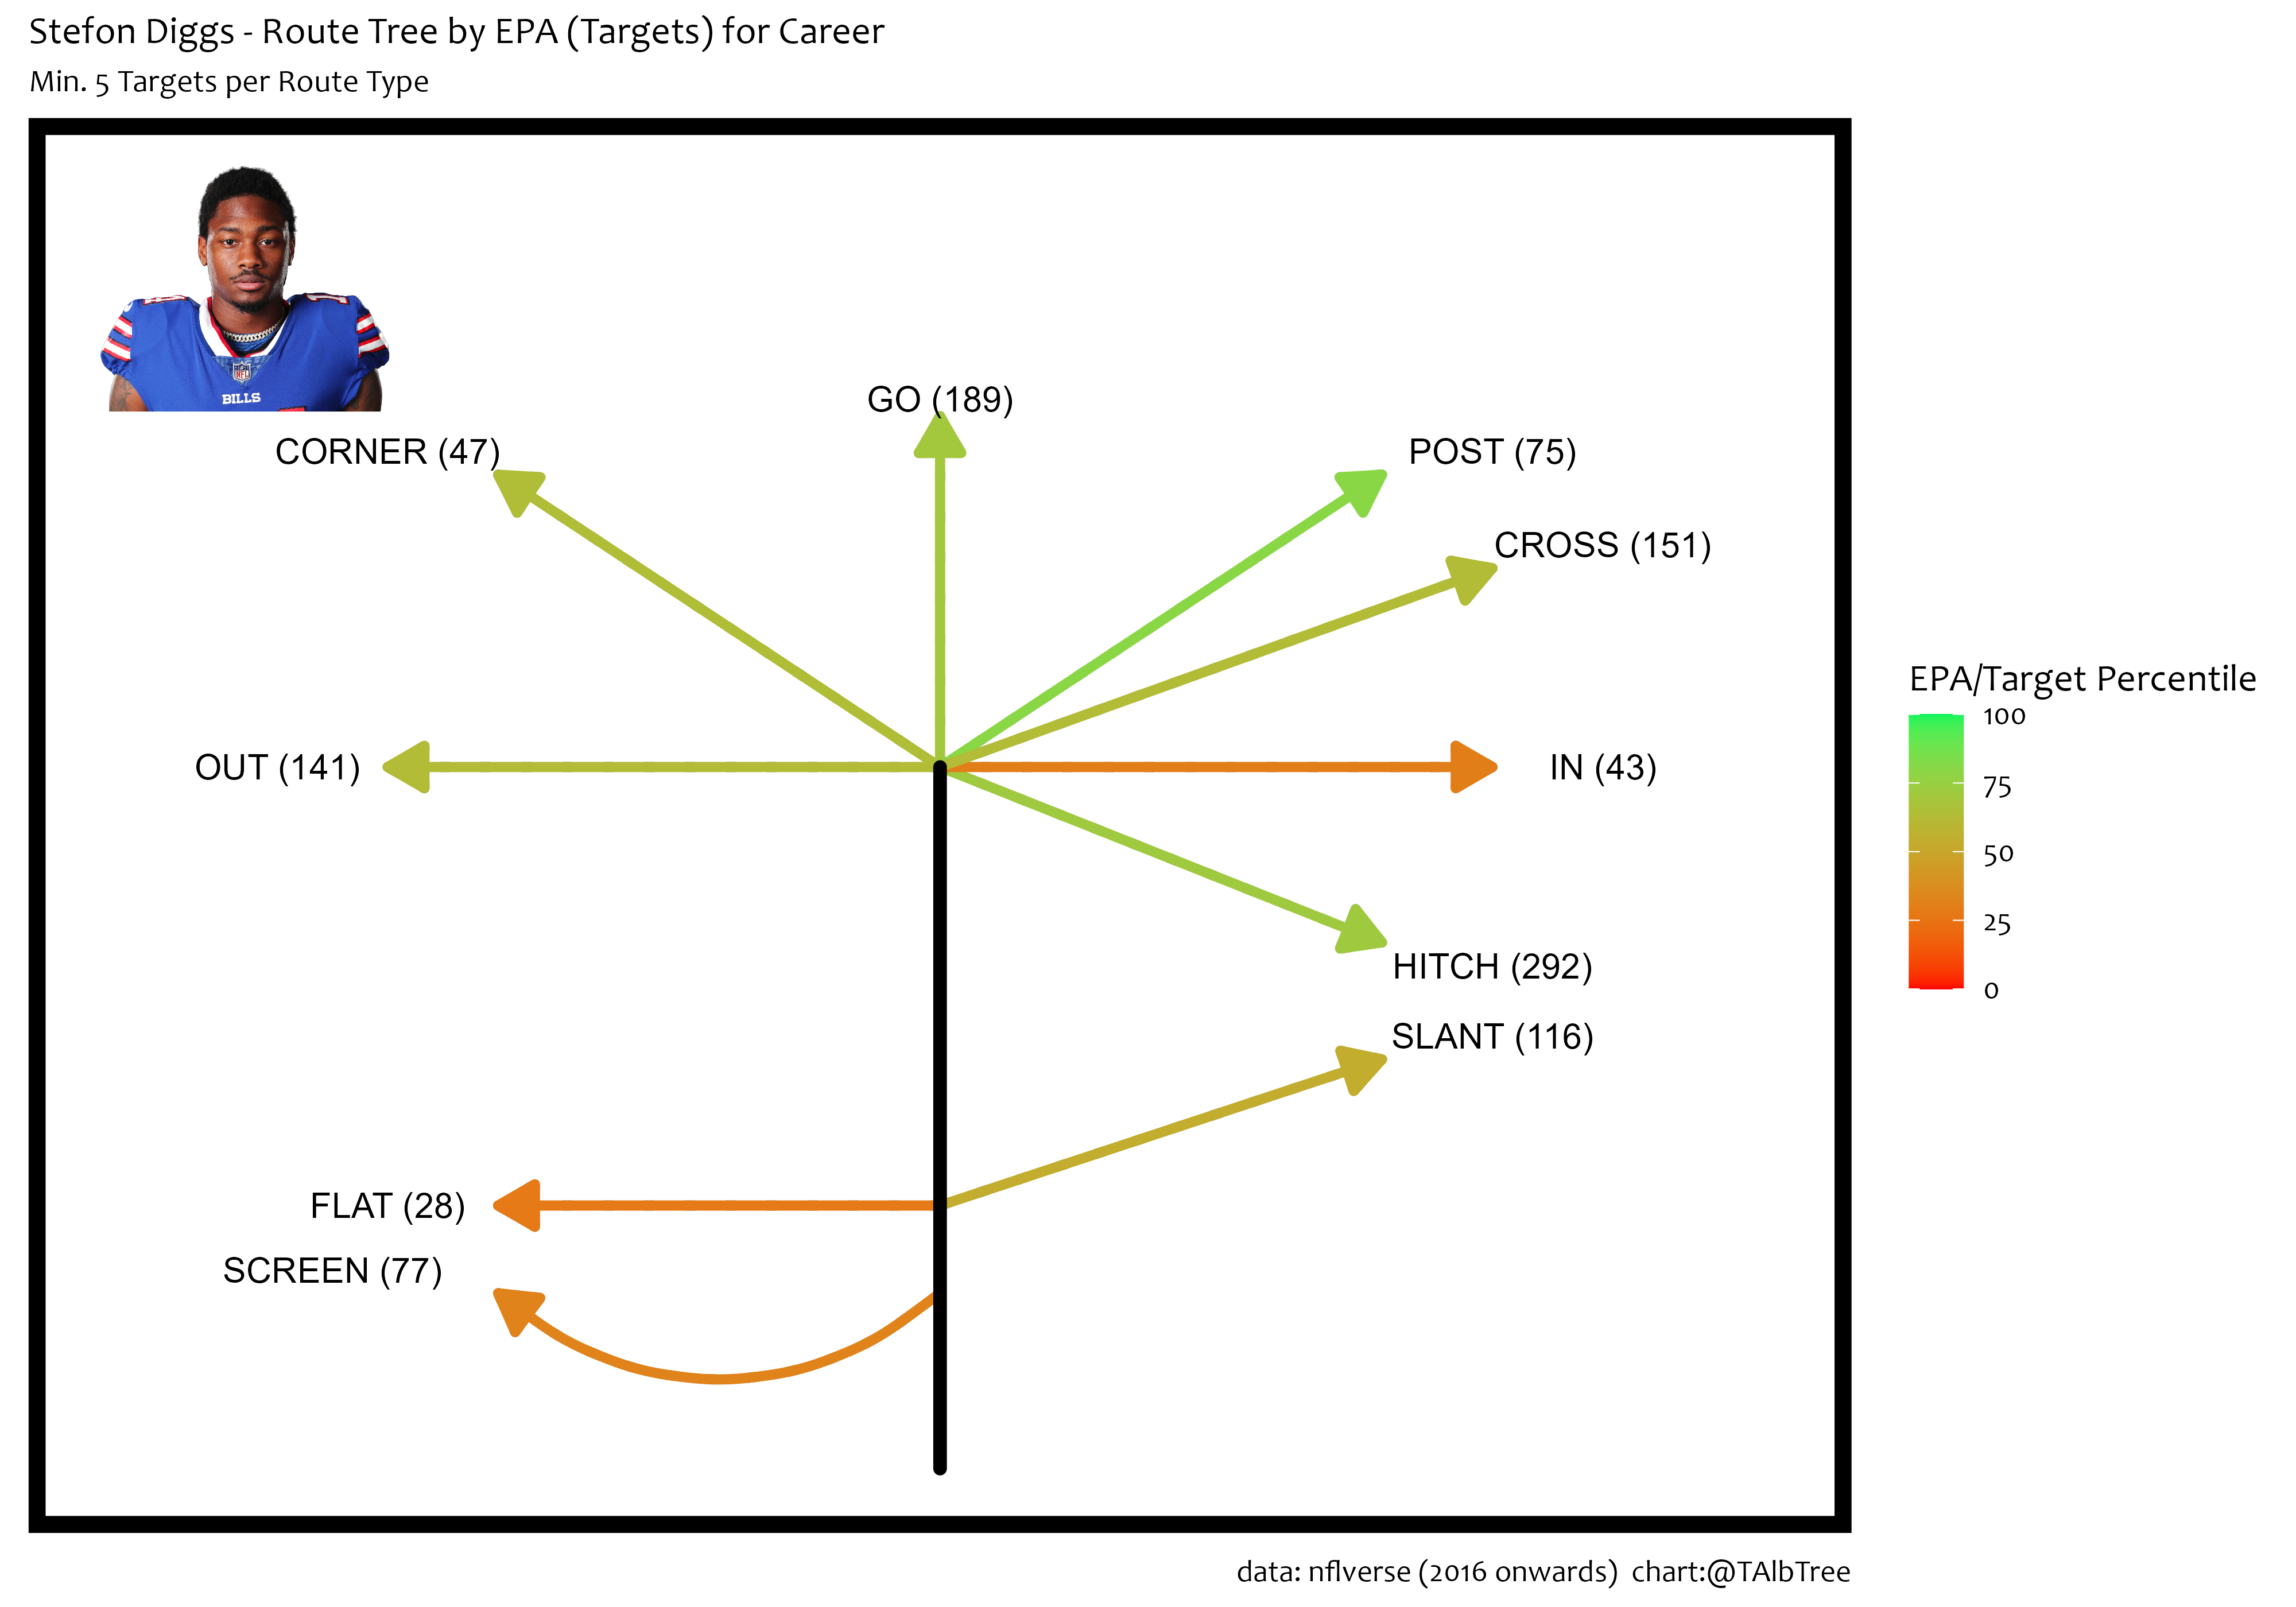 Stefon Diggs - Route Tree by EPA (Targets) for Career
Min. 5 Targets per Route Type
BILLS
GO (189)
CORNER (47)
POST (75)
CROSS (151)
OUT (141)
IN (43)
HITCH (292)
SLANT (116)
FLAT (28)
SCREEN (77)
EPA/Target Percentile
100
75
50
25
0
data: nflverse (2016 onwards)  chart:@TAlbTree